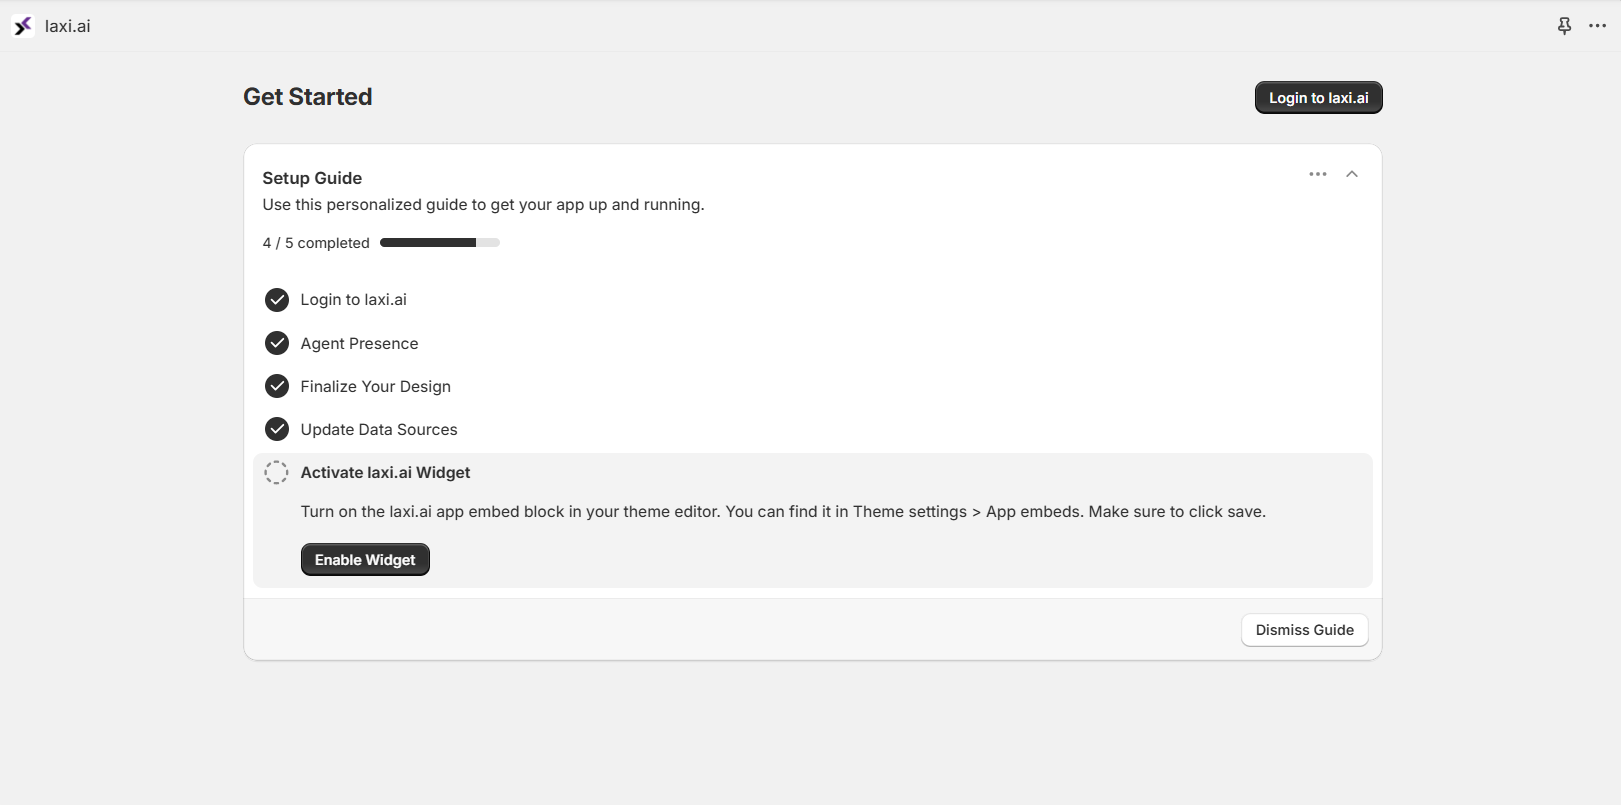 laxi.ai
Get Started
Login to laxi.ai
Setup Guide
Use this personalized guide to get your app up and running.
4 / 5 completed
Login to laxi.ai
Agent Presence
Finalize Your Design
Update Data Sources
Activate laxi.ai Widget
Turn on the laxi.ai app embed block in your theme editor. You can find it in Theme settings > App embeds. Make sure to click save.
Enable Widget
Dismiss Guide